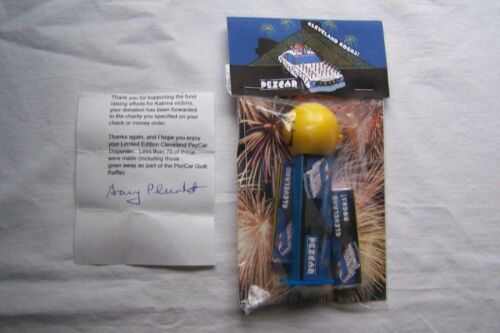 Thank you for supporting the fund
raising efforts for Katrina victims,
your donation has been forwarded
to the charity you specified on your
check or money order.
Thanks again, and I hope you enjoy
your Limited Edition Cleveland PezCar
Dispenser. Less than 70 of these
were made (including those
given away as part of the PezCar Quilt
Raffle)
CLEVELAND ROCKS!
PEZCAR
CLEVELAND
PEZCAR
CLEVELAND
ROCKS!